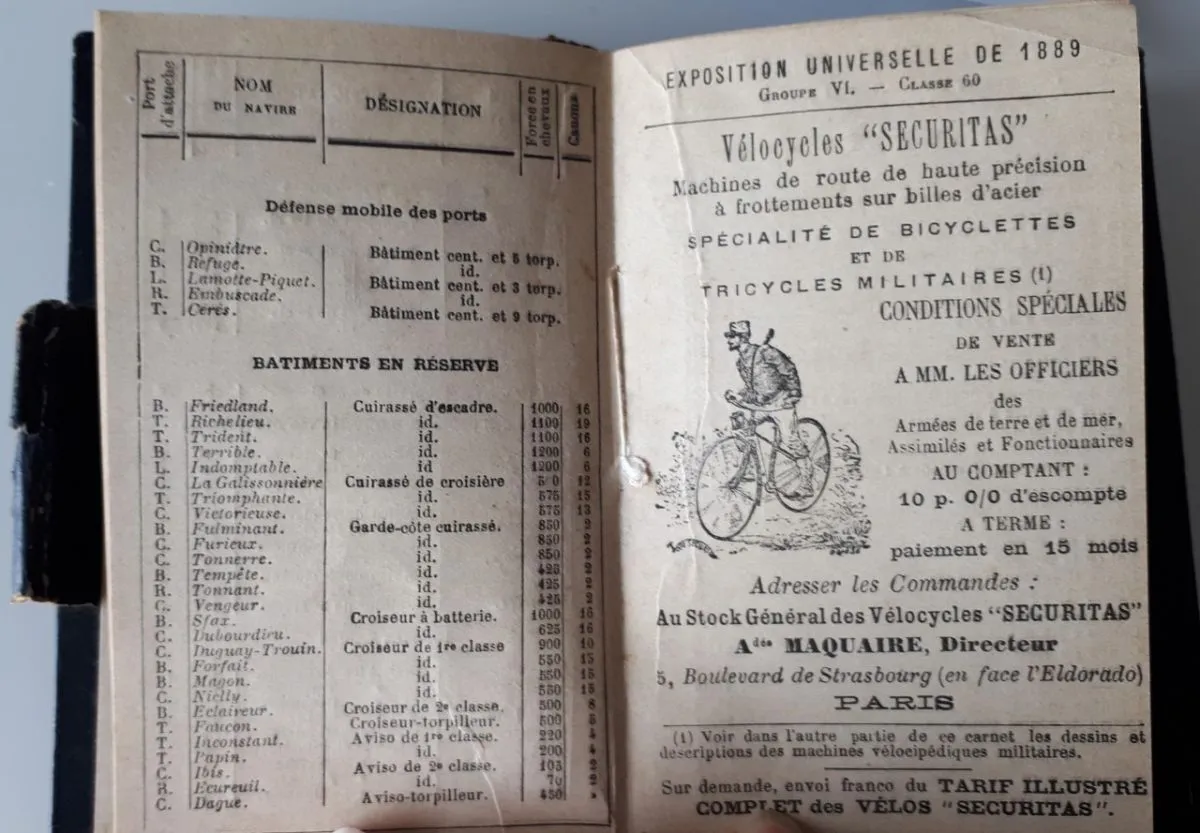 Port d'attache | NOM DU NAVIRE | DÉSIGNATION | Force en chevaux | Canons
Défense mobile des ports
C. | Opiniâtre. | Bâtiment cent. et 5 torp.
B. | Refuge. | id.
L. | Lamotte-Piquet. | Bâtiment cent. et 3 torp.
R. | Embuscade. | id.
T. | Cérès. | Bâtiment cent. et 9 torp.
BATIMENTS EN RÉSERVE
B. | Friedland. | Cuirassé d'escadre. | 1000 | 16
T. | Richelieu. | id. | 1100 | 19
T. | Trident. | id. | 1100 | 16
B. | Terrible. | id. | 1200 | 6
L. | Indomptable. | id | 1200 | 6
C. | La Galissonnière | Cuirassé de croisière | 12
T. | Triomphante. | id. | 575 | 15
C. | Victorieuse. | id. | 575 | 13
B. | Fulminant. | Garde-côte cuirassé. | 850 | 2
C. | Furieux. | id. | 850 | 2
C. | Tonnerre. | id. | 850 | 2
B. | Tempête. | id. | 425 | 2
R. | Tonnant. | id. | 425 | 2
C. | Vengeur. | id. | 425 | 2
B. | Sfax. | Croiseur à batterie. | 1000 | 16
C. | Dubourdieu. | id. | 625 | 16
C. | Duguay-Trouin. | Croiseur de 1re classe | 900 | 10
B. | Forfait. | id. | 550 | 15
B. | Magon. | id. | 550 | 15
C. | Nielly. | id. | 550 | 15
B. | Eclaireur. | Croiseur de 2e classe. | 500 | 8
T. | Faucon. | Croiseur-torpilleur. | 500 | 5
T. | Inconstant. | Aviso de 1re classe. | 220 | 4
T. | Papin. | id. | 200 | 4
C. | Ibis. | Aviso de 2e classe. | 103 | 2
R. | Ecureuil. | id. | 2
C. | Dague. | Aviso-torpilleur. | 450 | »
EXPOSITION UNIVERSELLE DE 1889
GROUPE VI. — CLASSE 60
Vélocycles "SECURITAS"
Machines de route de haute précision
à frottements sur billes d'acier
SPÉCIALITÉ DE BICYCLETTES
ET DE
TRICYCLES MILITAIRES (1)
CONDITIONS SPÉCIALES
DE VENTE
A MM. LES OFFICIERS
des
Armées de terre et de mer,
Assimilés et Fonctionnaires
AU COMPTANT :
10 p. 0/0 d'escompte
A TERME :
paiement en 15 mois
Adresser les Commandes :
Au Stock Général des Vélocycles "SECURITAS"
Adée MAQUAIRE, Directeur
5, Boulevard de Strasbourg (en face l'Eldorado)
PARIS
(1) Voir dans l'autre partie de ce carnet les dessins et
descriptions des machines vélocipédiques militaires.
Sur demande, envoi franco du TARIF ILLUSTRÉ
COMPLET des VÉLOS "SECURITAS".